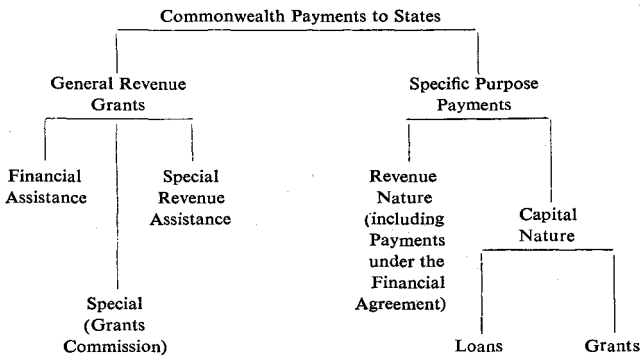 Commonwealth Payments to States
General Revenue
Grants
Specific Purpose
Payments
Financial
Assistance
Special
Revenue
Assistance
Special
(Grants
Commission)
Revenue
Nature
(including
Payments
under the
Financial
Agreement)
Capital
Nature
Loans
Grants